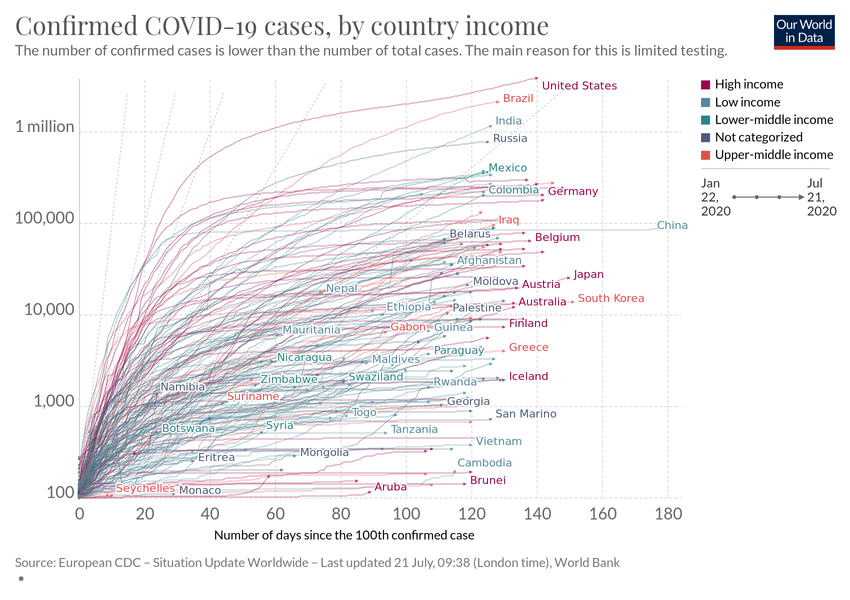 Confirmed COVID-19 cases, by country income
Our World
in Data
The number of confirmed cases is lower than the number of total cases. The main reason for this is limited testing.
High income
Low income
Lower-middle income
Not categorized
Upper-middle income
Jan
22,
2020
Jul
21,
2020
1 million
100,000
10,000
1,000
100
United States
Brazil
India
Russia
Mexico
Colombia
Germany
Iraq
China
Belarus
Belgium
Afghanistan
Japan
Moldova
Austria
Nepal
South Korea
Ethiopia
Palestine
Australia
Finland
Mauritania
Gabon
Guinea
Greece
Nicaragua
Maldives
Paraguay
Zimbabwe
Swaziland
Iceland
Namibia
Rwanda
Suriname
Georgia
Togo
San Marino
Botswana
Syria
Tanzania
Vietnam
Eritrea
Mongolia
Cambodia
Brunei
Seychelles
Monaco
Aruba
0
20
40
60
80
100
120
140
160
180
Number of days since the 100th confirmed case
Source: European CDC – Situation Update Worldwide – Last updated 21 July, 09:38 (London time), World Bank